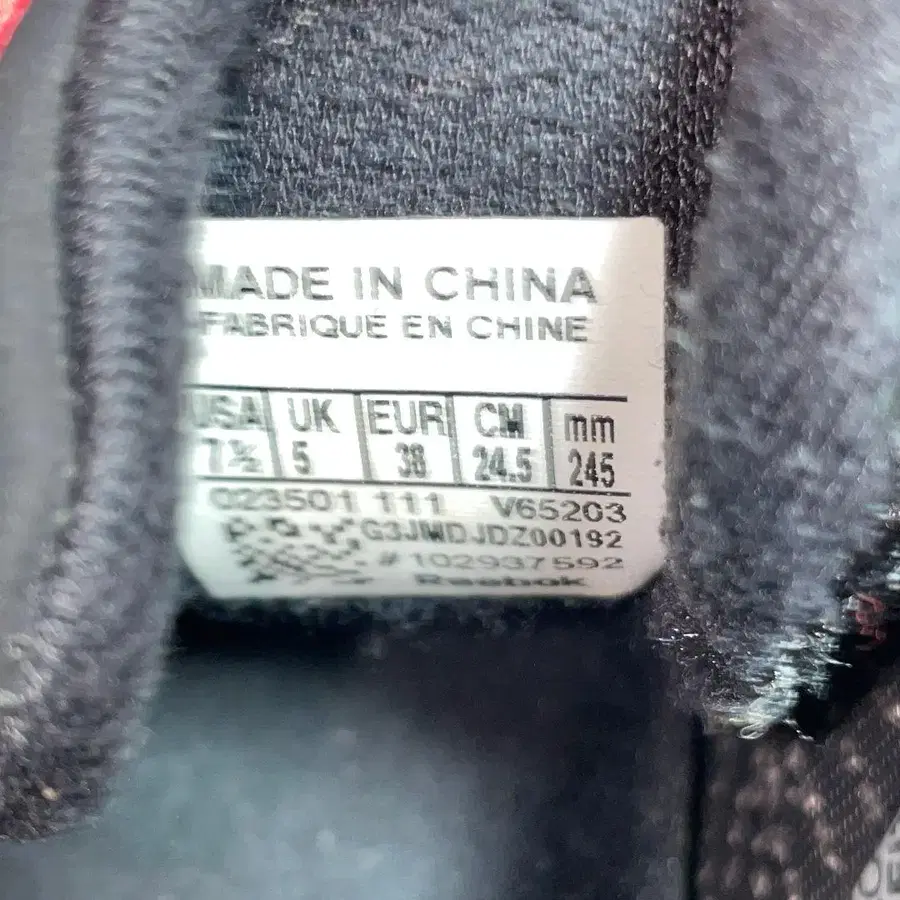 MADE IN CHINA
FABRIQUE EN CHINE
USA UK EUR CM mm
7½ 5 38 24.5 245
023501 111 V65203
G3JMDJDZ00192
#102937592
Reebok